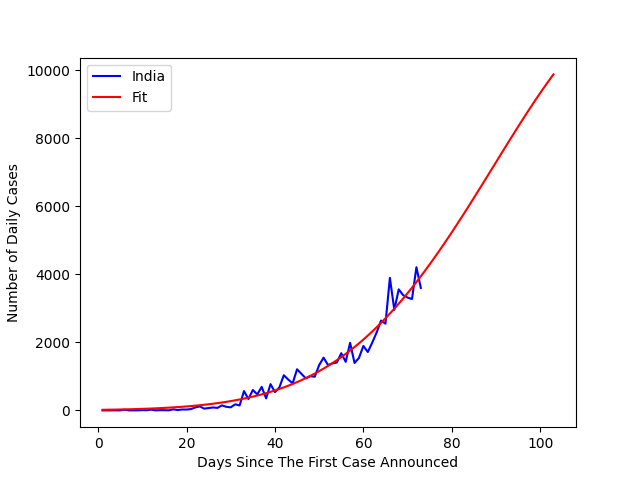 India
Fit
10000
8000
6000
4000
2000
0
Number of Daily Cases
0 20 40 60 80 100
Days Since The First Case Announced